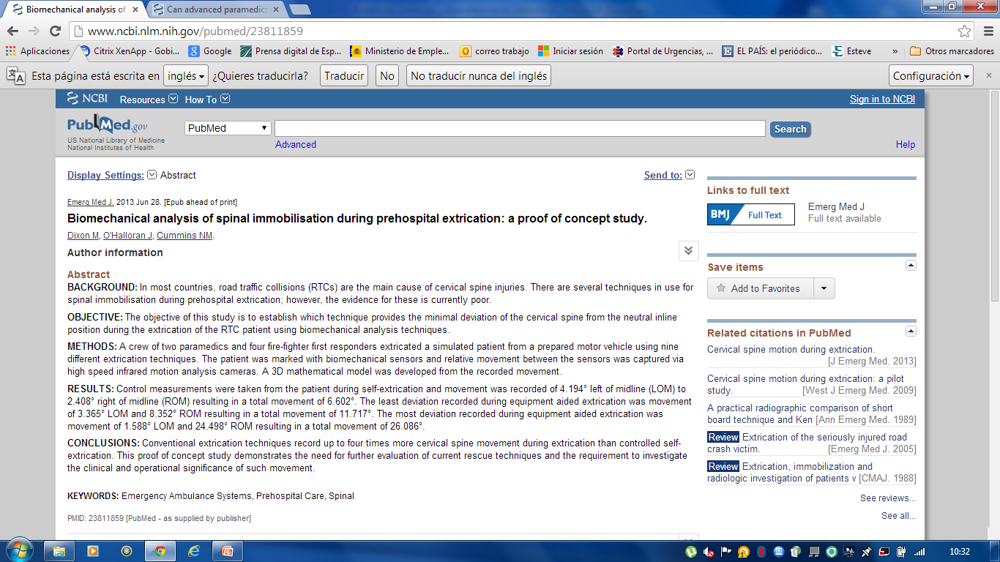 Biomechanical analysis of
Can advanced paramedics
www.ncbi.nlm.nih.gov/pubmed/23811859
Aplicaciones Citrix XenApp - Gobi... Google Prensa digital de Esp... Ministerio de Emple... correo trabajo Iniciar sesión Portal de Urgencias, ... EL PAÍS: el periódico... Esteve » Otros marcadores
Esta página está escrita en inglés ¿Quieres traducirla? Traducir No No traducir nunca del inglés Configuración
NCBI Resources How To Sign in to NCBI
PubMed.gov
US National Library of Medicine
National Institutes of Health
PubMed Search
Advanced Help
Display Settings: Abstract Send to:
Emerg Med J. 2013 Jun 28. [Epub ahead of print]
Biomechanical analysis of spinal immobilisation during prehospital extrication: a proof of concept study.
Dixon M, O'Halloran J, Cummins NM.
Author information
Abstract
BACKGROUND: In most countries, road traffic collisions (RTCs) are the main cause of cervical spine injuries. There are several techniques in use for
spinal immobilisation during prehospital extrication; however, the evidence for these is currently poor.
OBJECTIVE: The objective of this study is to establish which technique provides the minimal deviation of the cervical spine from the neutral inline
position during the extrication of the RTC patient using biomechanical analysis techniques.
METHODS: A crew of two paramedics and four fire-fighter first responders extricated a simulated patient from a prepared motor vehicle using nine
different extrication techniques. The patient was marked with biomechanical sensors and relative movement between the sensors was captured via
high speed infrared motion analysis cameras. A 3D mathematical model was developed from the recorded movement.
RESULTS: Control measurements were taken from the patient during self-extrication and movement was recorded of 4.194° left of midline (LOM) to
2.408° right of midline (ROM) resulting in a total movement of 6.602°. The least deviation recorded during equipment aided extrication was movement
of 3.365° LOM and 8.352° ROM resulting in a total movement of 11.717°. The most deviation recorded during equipment aided extrication was
movement of 1.588° LOM and 24.498° ROM resulting in a total movement of 26.086°.
CONCLUSIONS: Conventional extrication techniques record up to four times more cervical spine movement during extrication than controlled self-
extrication. This proof of concept study demonstrates the need for further evaluation of current rescue techniques and the requirement to investigate
the clinical and operational significance of such movement.
KEYWORDS: Emergency Ambulance Systems, Prehospital Care, Spinal
PMID: 23811859 [PubMed - as supplied by publisher]
Links to full text
BMJ Full Text
Emerg Med J
Full text available
Save items
Add to Favorites
Related citations in PubMed
Cervical spine motion during extrication.
[J Emerg Med. 2013]
Cervical spine motion during extrication: a pilot
study. [West J Emerg Med. 2009]
A practical radiographic comparison of short
board technique and Ken [Ann Emerg Med. 1989]
Review Extrication of the seriously injured road
crash victim. [Emerg Med J. 2005]
Review Extrication, immobilization and
radiologic investigation of patients w [CMAJ. 1988]
See reviews...
See all...
10:32